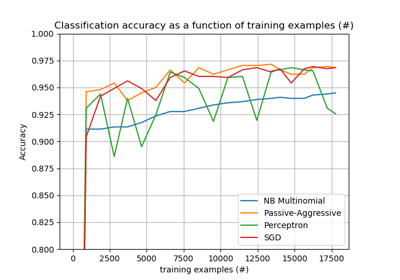 Classification accuracy as a function of training examples (#)
1.000
0.975
0.950
0.925
0.900
0.875
0.850
0.825
0.800
Accuracy
NB Multinomial
Passive-Aggressive
Perceptron
SGD
0 2500 5000 7500 10000 12500 15000 17500
training examples (#)